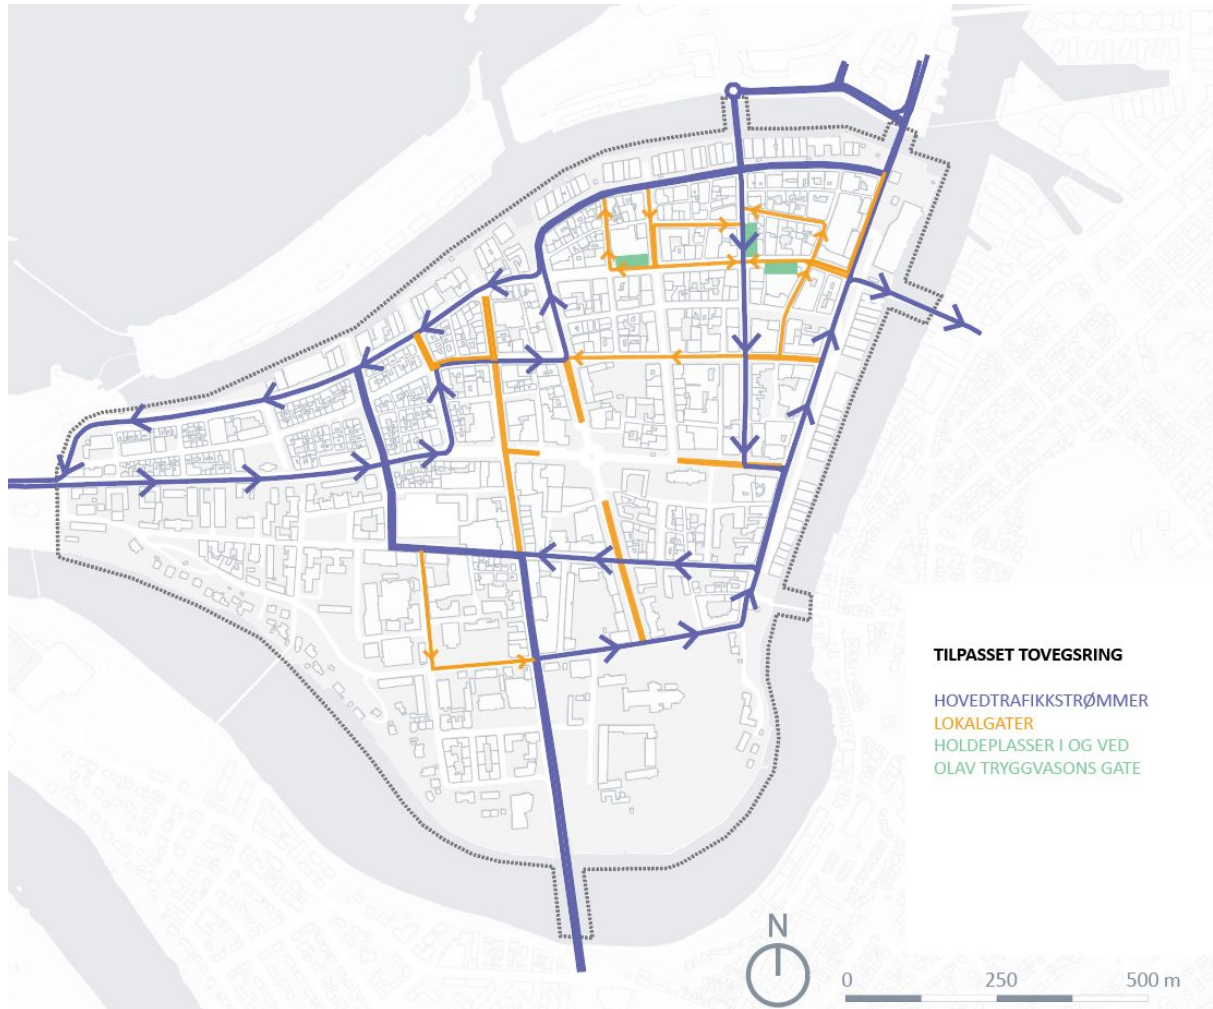 TILPASSET TOVEGSRING
HOVEDTRAFIKKSTRØMMER
LOKALGATER
HOLDEPLASSER I OG VED
OLAV TRYGGVASONS GATE
N
0 250 500 m